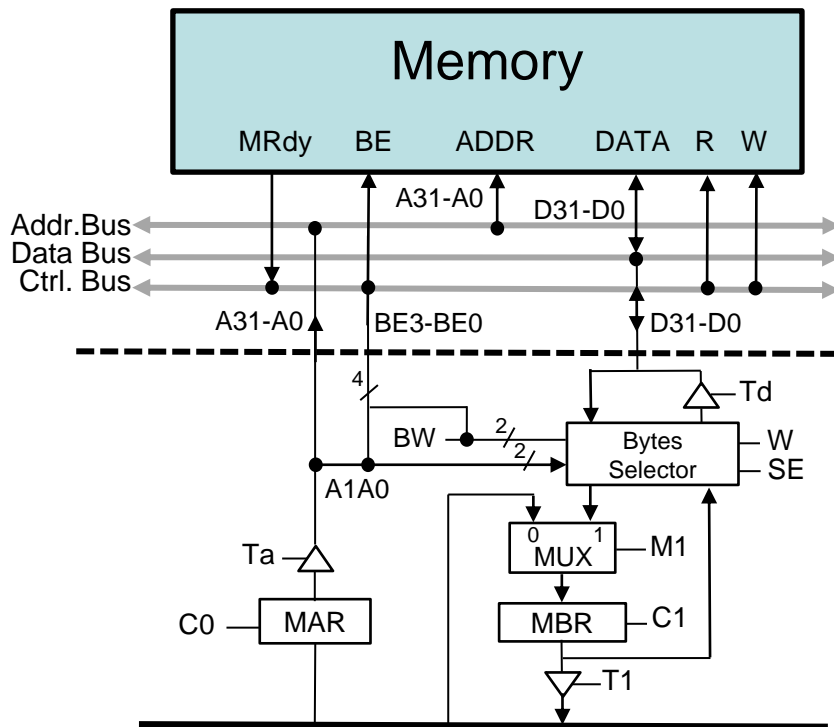 Memory
MRdy BE ADDR DATA R W
A31-A0 D31-D0
Addr.Bus
Data Bus
Ctrl. Bus
A31-A0 BE3-BE0 D31-D0
4
Td
BW 2 Bytes W
2 Selector SE
A1A0
0 1
MUX M1
Ta
C0 MAR MBR C1
T1